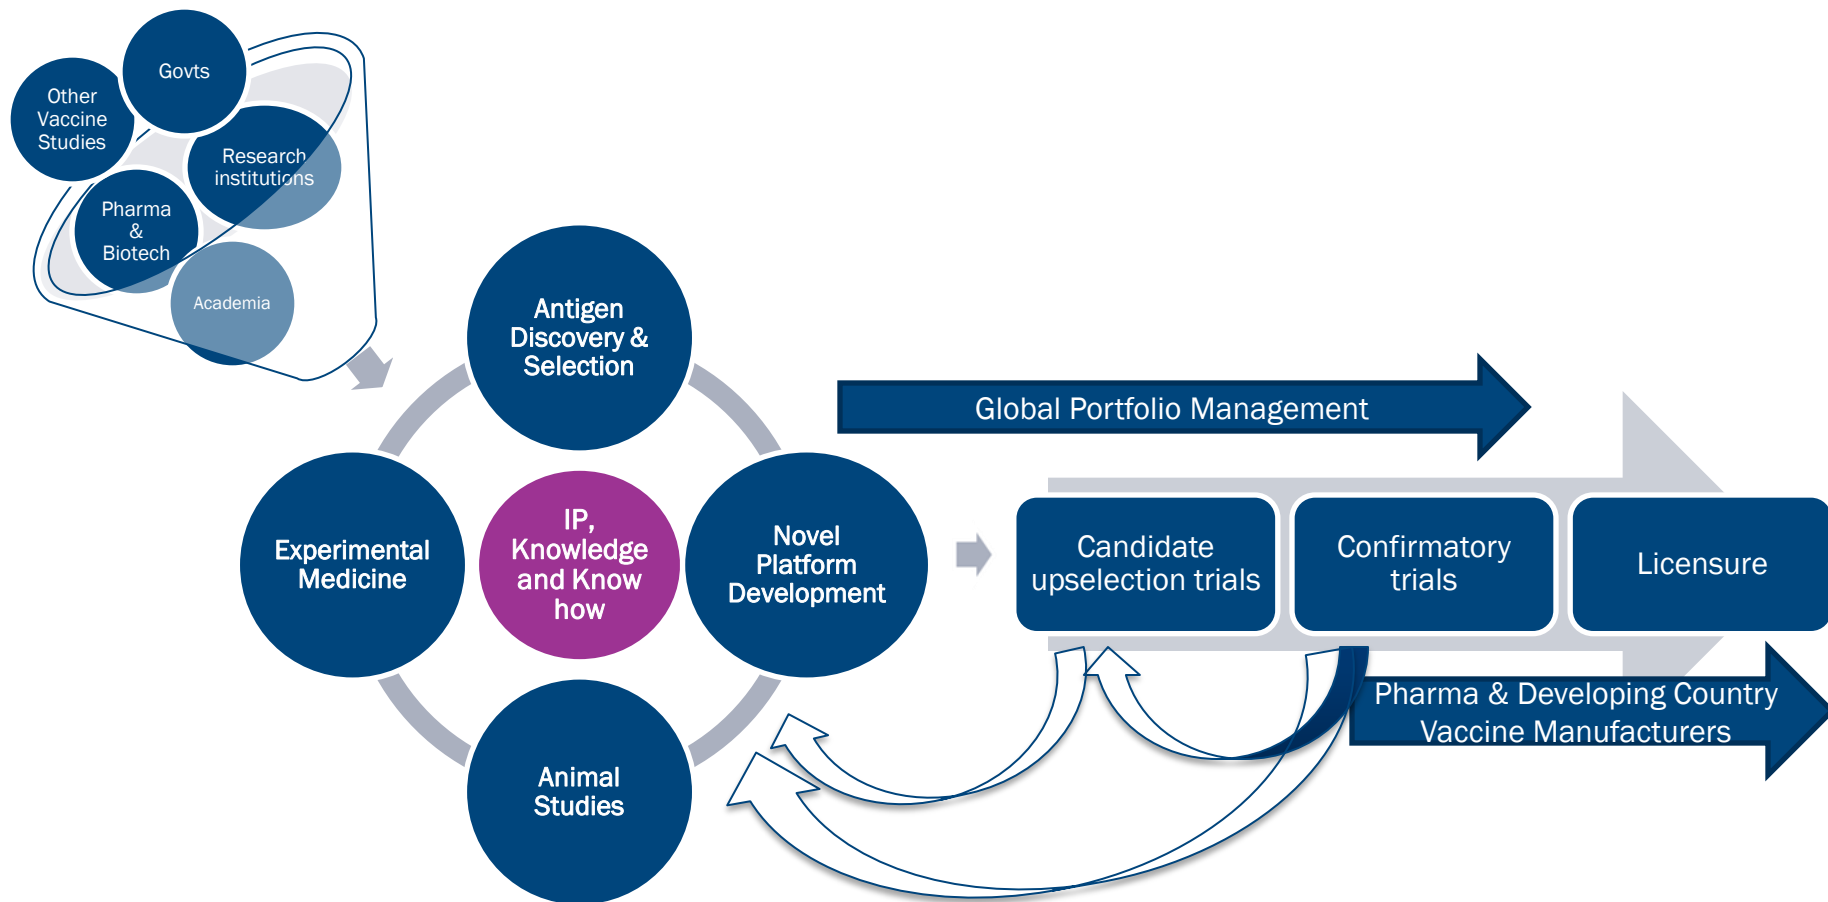 Govts
Other
Vaccine
Studies
Research
institutions
Pharma
&
Biotech
Academia
Antigen
Discovery &
Selection
Experimental
Medicine
IP,
Knowledge
and Know
how
Novel
Platform
Development
Animal
Studies
Global Portfolio Management
Candidate
upselection trials
Confirmatory
trials
Licensure
Pharma & Developing Country
Vaccine Manufacturers